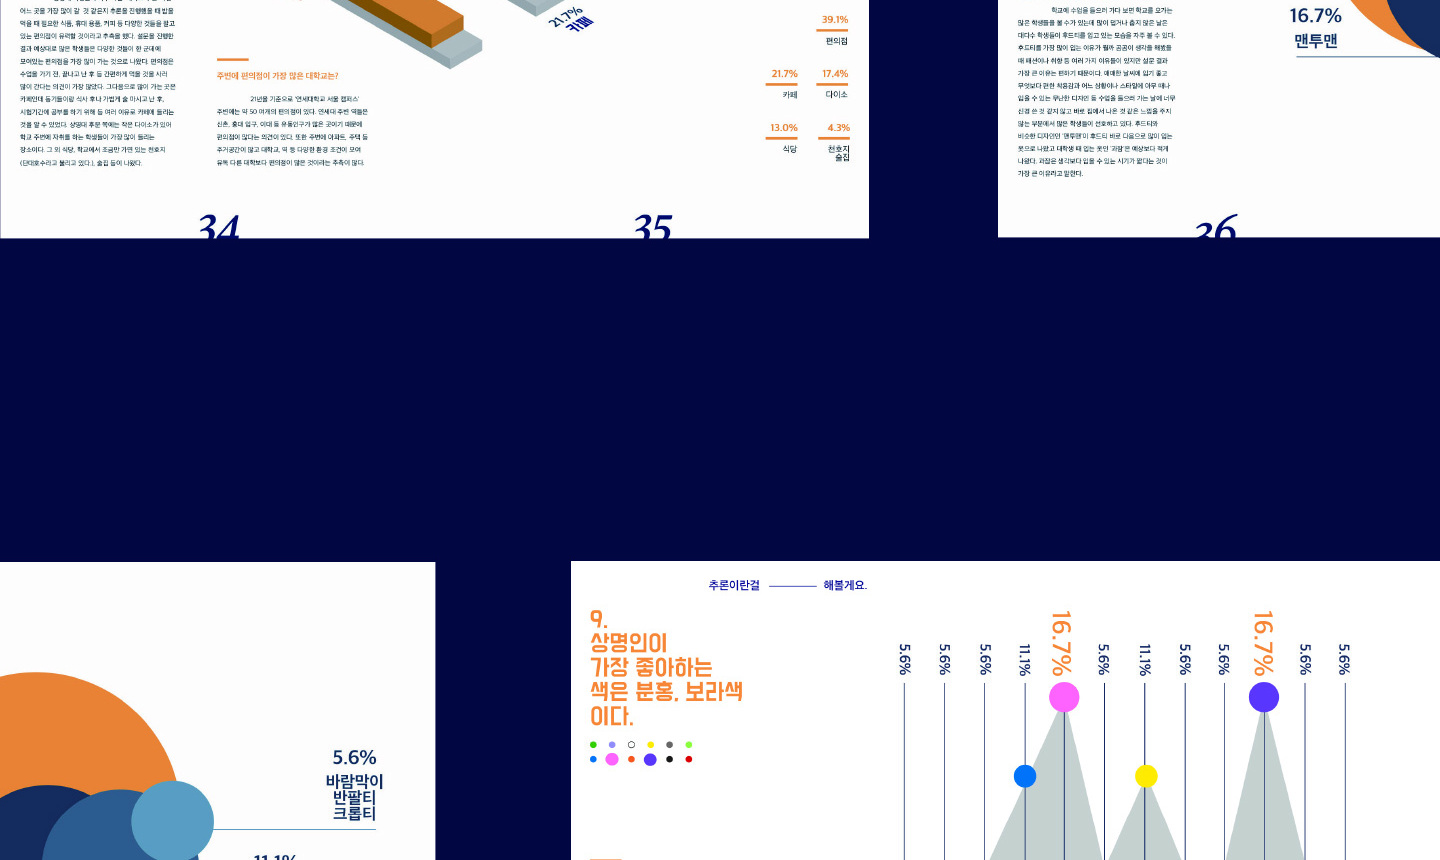 어느 곳을 가장 많이 갈 것 같은지 추론을 진행했을 때 밥을
먹을 때 필요한 식품, 휴대 용품, 커피 등 다양한 것들을 팔고
있는 편의점이 유력할 것이라고 추측을 했다. 설문을 진행한
결과 예상대로 많은 학생들은 다양한 것들이 한 군데에
모여있는 편의점을 가장 많이 가는 것으로 나왔다. 편의점은
수업을 가기 전, 끝나고 난 후 등 간편하게 먹을 것을 사러
많이 간다는 의견이 가장 많았다. 그다음으로 많이 가는 곳은
카페인데 동기들이랑 식사 후나 가볍게 술 마시고 난 후,
시험기간에 공부를 하기 위해 등 여러 이유로 카페에 들리는
것을 알 수 있었다. 상명대 후문 쪽에는 작은 다이소가 있어
학교 주변에 자취를 하는 학생들이 가장 많이 들리는
장소이다. 그 외 식당, 학교에서 조금만 가면 있는 천호지
(단대호수라고 불리고 있다.), 술집 등이 나왔다.
주변에 편의점이 가장 많은 대학교는?
21년을 기준으로 '연세대학교 서울 캠퍼스'
주변에는 약 50 여개의 편의점이 있다. 연세대 주변 역들은
신촌, 홍대 입구, 이대 등 유동인구가 많은 곳이기 때문에
편의점이 많다는 의견이 있다. 또한 주변에 아파트, 주택 등
주거공간이 많고 대학교, 역 등 다양한 환경 조건이 모여
유독 다른 대학보다 편의점이 많은 것이라는 추측이 많다.
21.7%
카페
39.1%
편의점
21.7%
카페
17.4%
다이소
13.0%
식당
4.3%
천호지
술집
34
35
학교에 수업을 들으러 가다 보면 학교를 오가는
많은 학생들을 볼 수가 있는데 많이 덥거나 춥지 않은 날은
대다수 학생들이 후드티를 입고 있는 모습을 자주 볼 수 있다.
후드티를 가장 많이 입는 이유가 뭘까 곰곰이 생각을 해봤을
때 패션이나 취향 등 여러 가지 이유들이 있지만 설문 결과
가장 큰 이유는 편하기 때문이다. 애매한 날씨에 입기 좋고
무엇보다 편한 착용감과 어느 상황이나 스타일에 아무 때나
입을 수 있는 무난한 디자인 등 수업을 들으러 가는 날에 너무
신경 쓴 것 같지 않고 바로 집에서 나온 것 같은 느낌을 주지
않는 부분에서 많은 학생들이 선호하고 있다. 후드티와
비슷한 디자인인 '맨투맨'이 후드티 바로 다음으로 많이 입는
옷으로 나왔고 대학생 때 입는 옷인 '과잠'은 예상보다 적게
나왔다. 과잠은 생각보다 입을 수 있는 시기가 짧다는 것이
가장 큰 이유라고 말한다.
16.7%
맨투맨
36
5.6%
바람막이
반팔티
크롭티
11.1%
추론이란걸
해볼게요.
9.
상명인이
가장 좋아하는
색은 분홍, 보라색
이다.
5.6%
5.6%
5.6%
11.1%
16.7%
5.6%
11.1%
5.6%
5.6%
16.7%
5.6%
5.6%